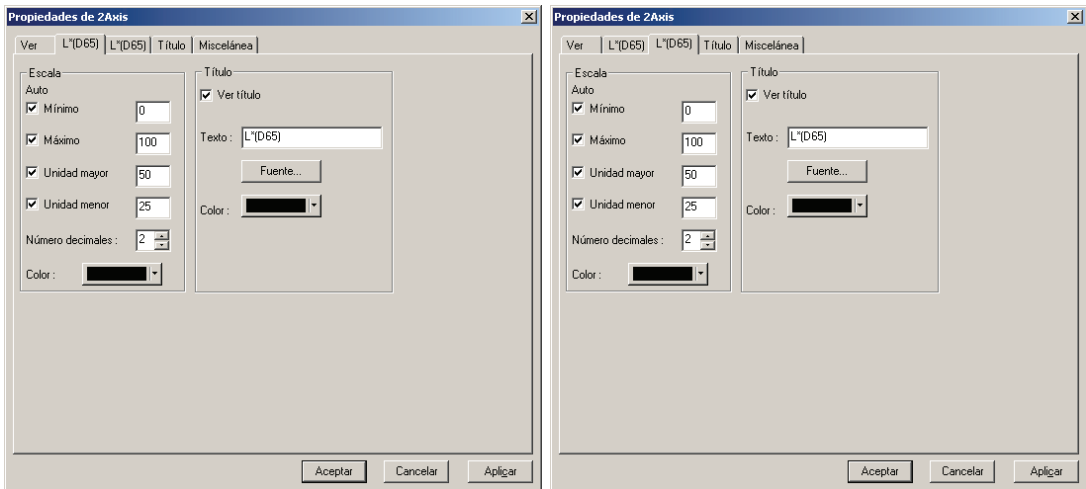 Propiedades de 2Axis
Ver L"(D65) L"(D65) Título Miscelánea
Escala
Auto
Mínimo 0
Máximo 100
Unidad mayor 50
Unidad menor 25
Número decimales : 2
Color :
Título
Ver título
Texto : L"(D65)
Fuente...
Color :
Aceptar Cancelar Aplicar
Propiedades de 2Axis
Ver L"(D65) L"(D65) Título Miscelánea
Escala
Auto
Mínimo 0
Máximo 100
Unidad mayor 50
Unidad menor 25
Número decimales : 2
Color :
Título
Ver título
Texto : L"(D65)
Fuente...
Color :
Aceptar Cancelar Aplicar